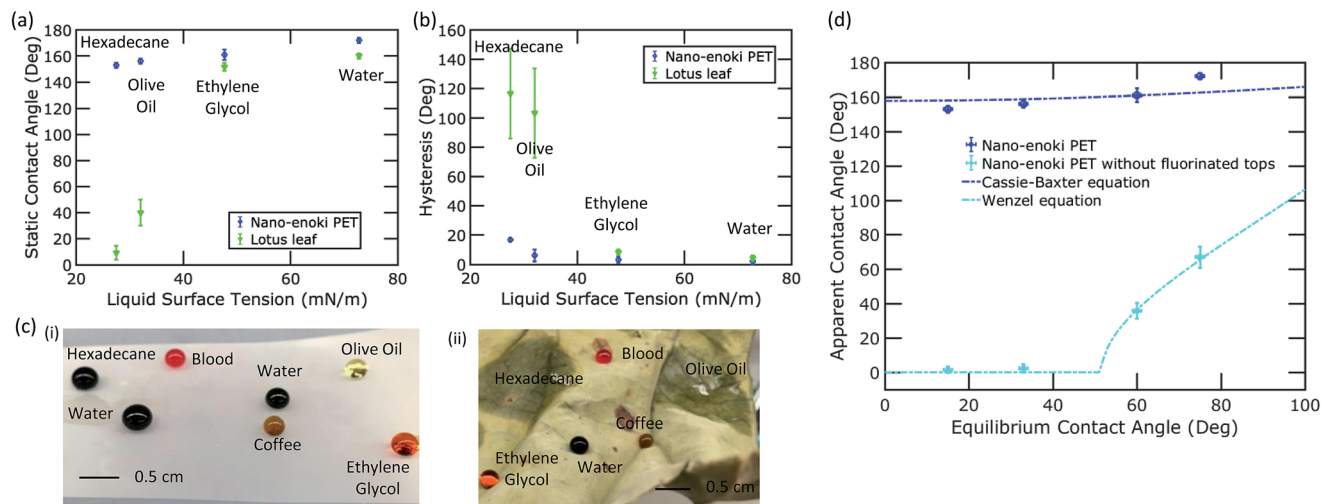 (a)
180
160
140
120
100
80
60
40
20
0
Static Contact Angle (Deg)
Hexadecane
Olive
Oil
Ethylene
Glycol
Water
Nano-enoki PET
Lotus leaf
20
40
60
80
Liquid Surface Tension (mN/m)
(b)
160
140
120
100
80
60
40
20
0
Hysteresis (Deg)
Hexadecane
Olive
Oil
Ethylene
Glycol
Water
Nano-enoki PET
Lotus leaf
20
40
60
80
Liquid Surface Tension (mN/m)
(c) (i)
Hexadecane
Blood
Olive Oil
Water
Water
Coffee
Ethylene
Glycol
0.5 cm
(ii)
Blood
Hexadecane
Olive Oil
Coffee
Ethylene
Glycol
Water
0.5 cm
(d)
180
160
140
120
100
80
60
40
20
0
Apparent Contact Angle (Deg)
Nano-enoki PET
Nano-enoki PET without fluorinated tops
Cassie-Baxter equation
Wenzel equation
0
20
40
60
80
100
Equilibrium Contact Angle (Deg)